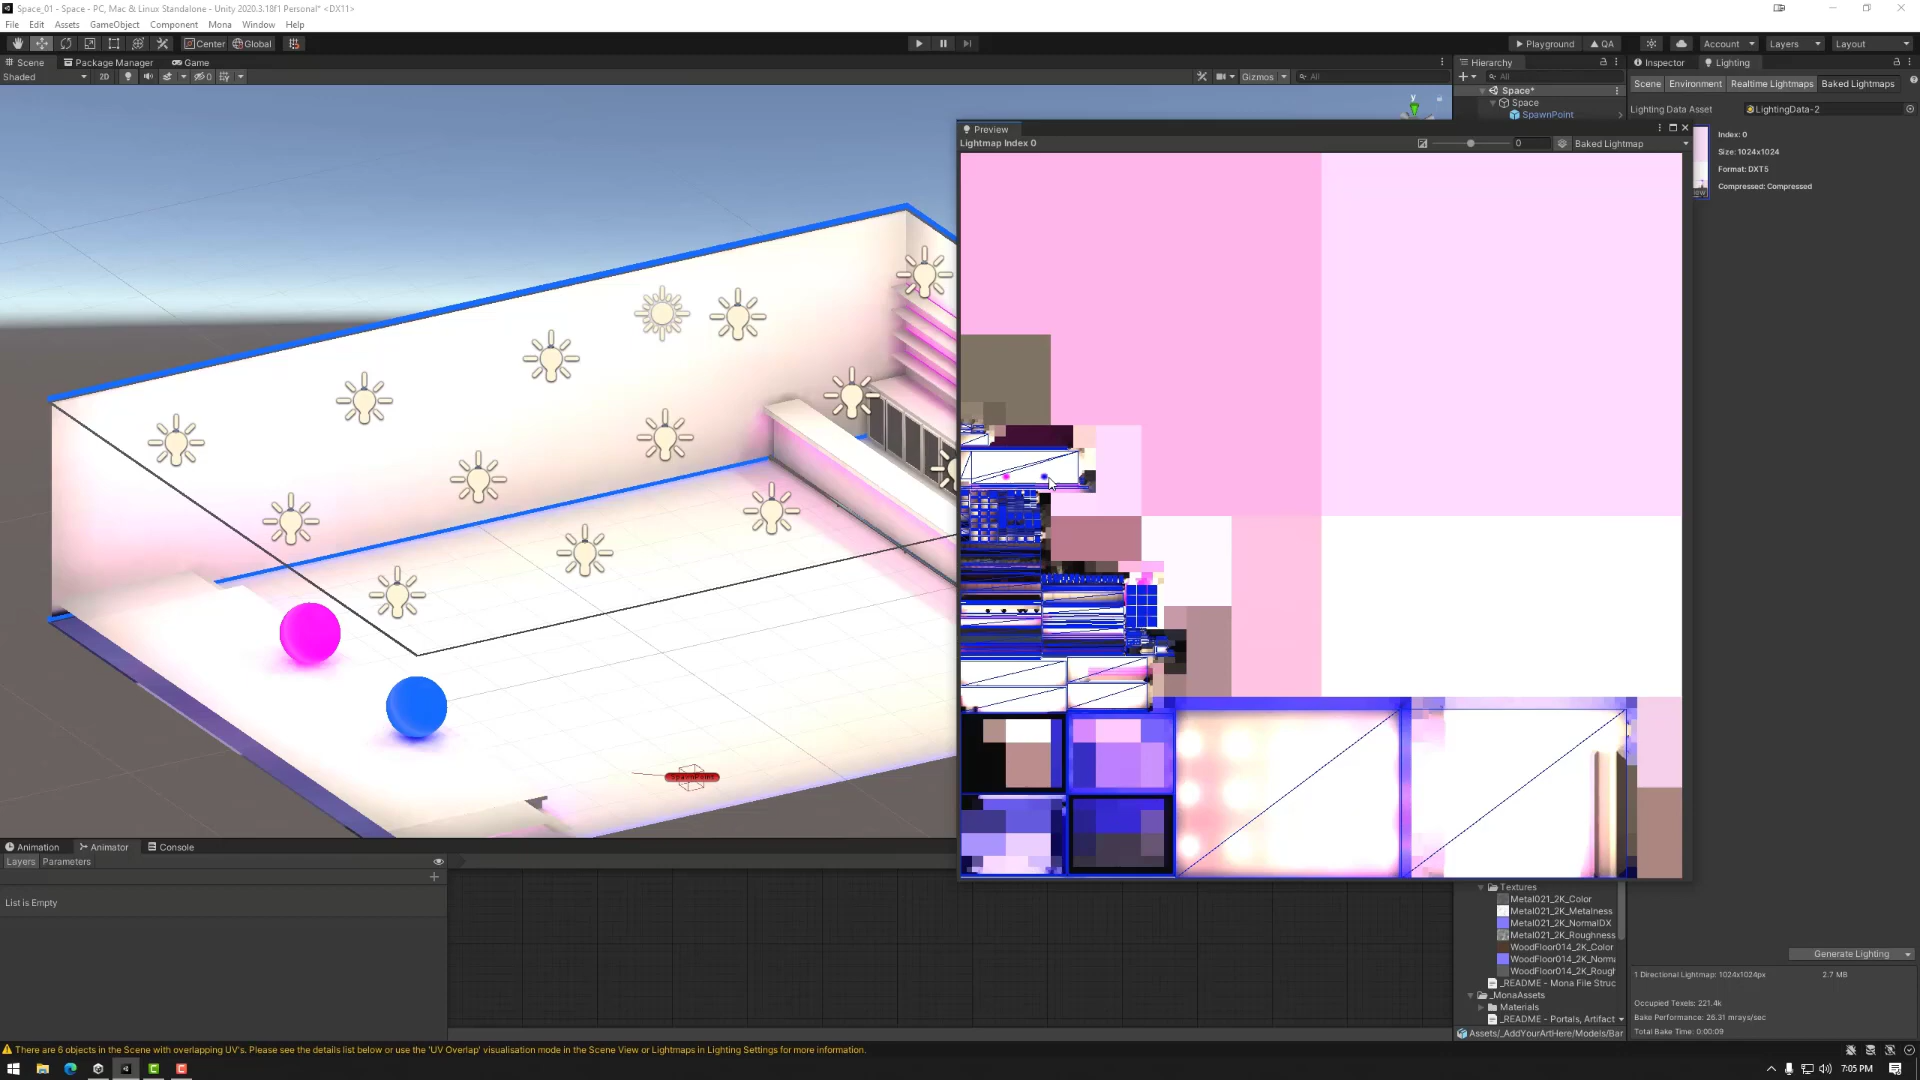 Space_01 - Space - PC, Mac & Linux Standalone - Unity 2020.3.18f1 Personal* <DX11>
File Edit Assets GameObject Component Mona Window Help
Center Global Playground QA Account Layers Layout
Scene Package Manager Game Hierarchy Inspector Lighting
Shaded 2D 0 Gizmos All All
Scene Environment Realtime Lightmaps Baked Lightmaps
Space*
Space
SpawnPoint
Lighting Data Asset LightingData-2
y
Preview
Lightmap Index 0 0 Baked Lightmap
Index: 0
Size: 1024x1024
Format: DXT5
Compressed: Compressed
SpawnPoint
Animation Animator Console
Layers Parameters
List is Empty
Textures
Metal021_2K_Color
Metal021_2K_Metalness
Metal021_2K_NormalDX
Metal021_2K_Roughness
WoodFloor014_2K_Color
WoodFloor014_2K_Norma
WoodFloor014_2K_Rough
_README - Mona File Struc
_MonaAssets
Materials
_README - Portals, Artifact
Assets/_AddYourArtHere/Models/Bar
Generate Lighting
1 Directional Lightmap: 1024x1024px 2.7 MB
Occupied Texels: 221.4k
Bake Performance: 26.31 mrays/sec
Total Bake Time: 0:00:09
There are 6 objects in the Scene with overlapping UV's. Please see the details list below or use the 'UV Overlap' visualisation mode in the Scene View or Lightmaps in Lighting Settings for more information.
7:05 PM